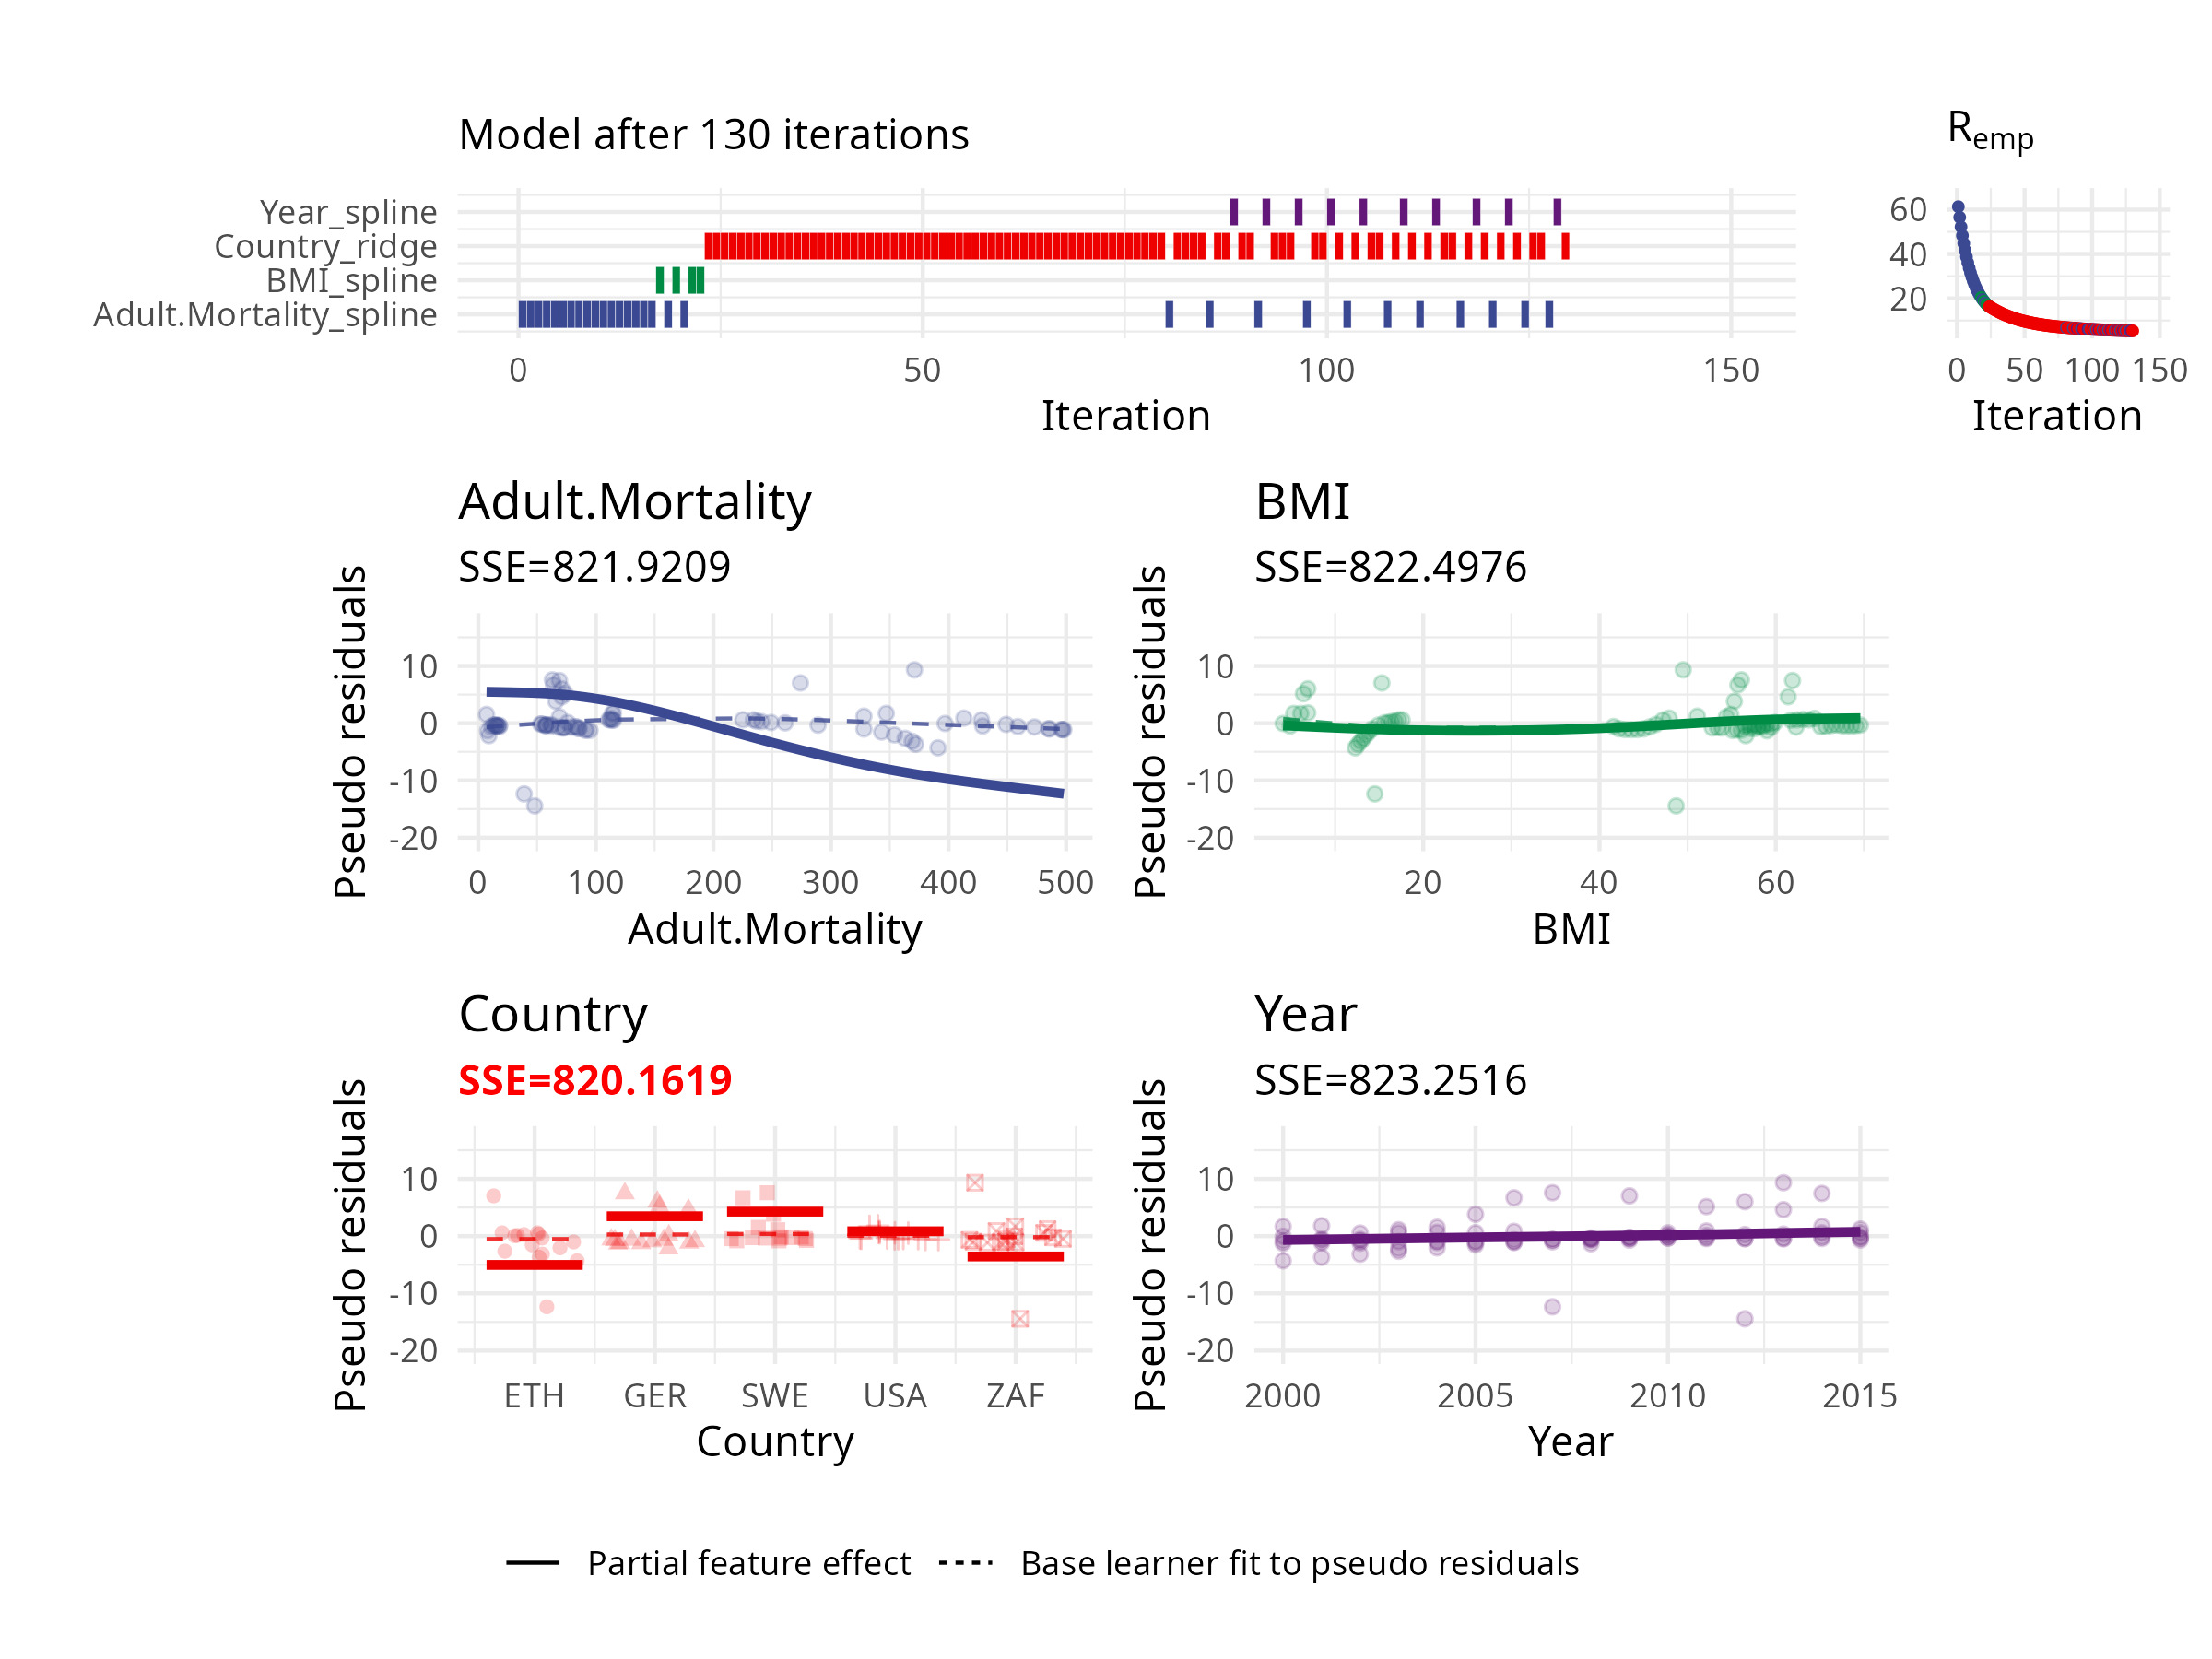 Model after 130 iterations
Year_spline
Country_ridge
BMI_spline
Adult.Mortality_spline
0 50 100 150
Iteration
Remp
60
40
20
0 50 100 150
Iteration
Adult.Mortality
SSE=821.9209
Pseudo residuals
10
0
-10
-20
0 100 200 300 400 500
Adult.Mortality
BMI
SSE=822.4976
Pseudo residuals
10
0
-10
-20
20 40 60
BMI
Country
SSE=820.1619
Pseudo residuals
10
0
-10
-20
ETH GER SWE USA ZAF
Country
Year
SSE=823.2516
Pseudo residuals
10
0
-10
-20
2000 2005 2010 2015
Year
Partial feature effect Base learner fit to pseudo residuals